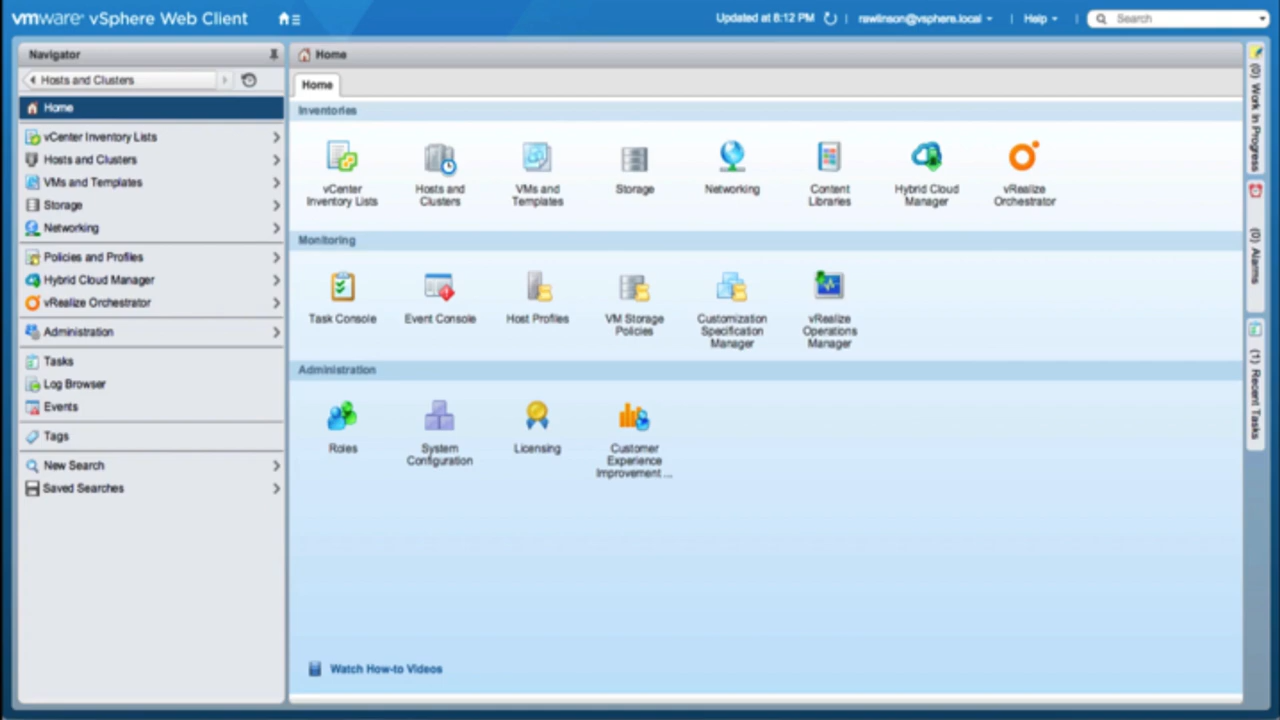 vmware vSphere Web Client
Updated at 8:12 PM
rawlinson@vsphere.local
Help
Search
Navigator
Hosts and Clusters
Home
vCenter Inventory Lists
Hosts and Clusters
VMs and Templates
Storage
Networking
Policies and Profiles
Hybrid Cloud Manager
vRealize Orchestrator
Administration
Tasks
Log Browser
Events
Tags
New Search
Saved Searches
Home
Home
Inventories
vCenter
Inventory Lists
Hosts and
Clusters
VMs and
Templates
Storage
Networking
Content
Libraries
Hybrid Cloud
Manager
vRealize
Orchestrator
Monitoring
Task Console
Event Console
Host Profiles
VM Storage
Policies
Customization
Specification
Manager
vRealize
Operations
Manager
Administration
Roles
System
Configuration
Licensing
Customer
Experience
Improvement ...
Watch How-to Videos
(0) Work In Progress
(0) Alarms
(1) Recent Tasks